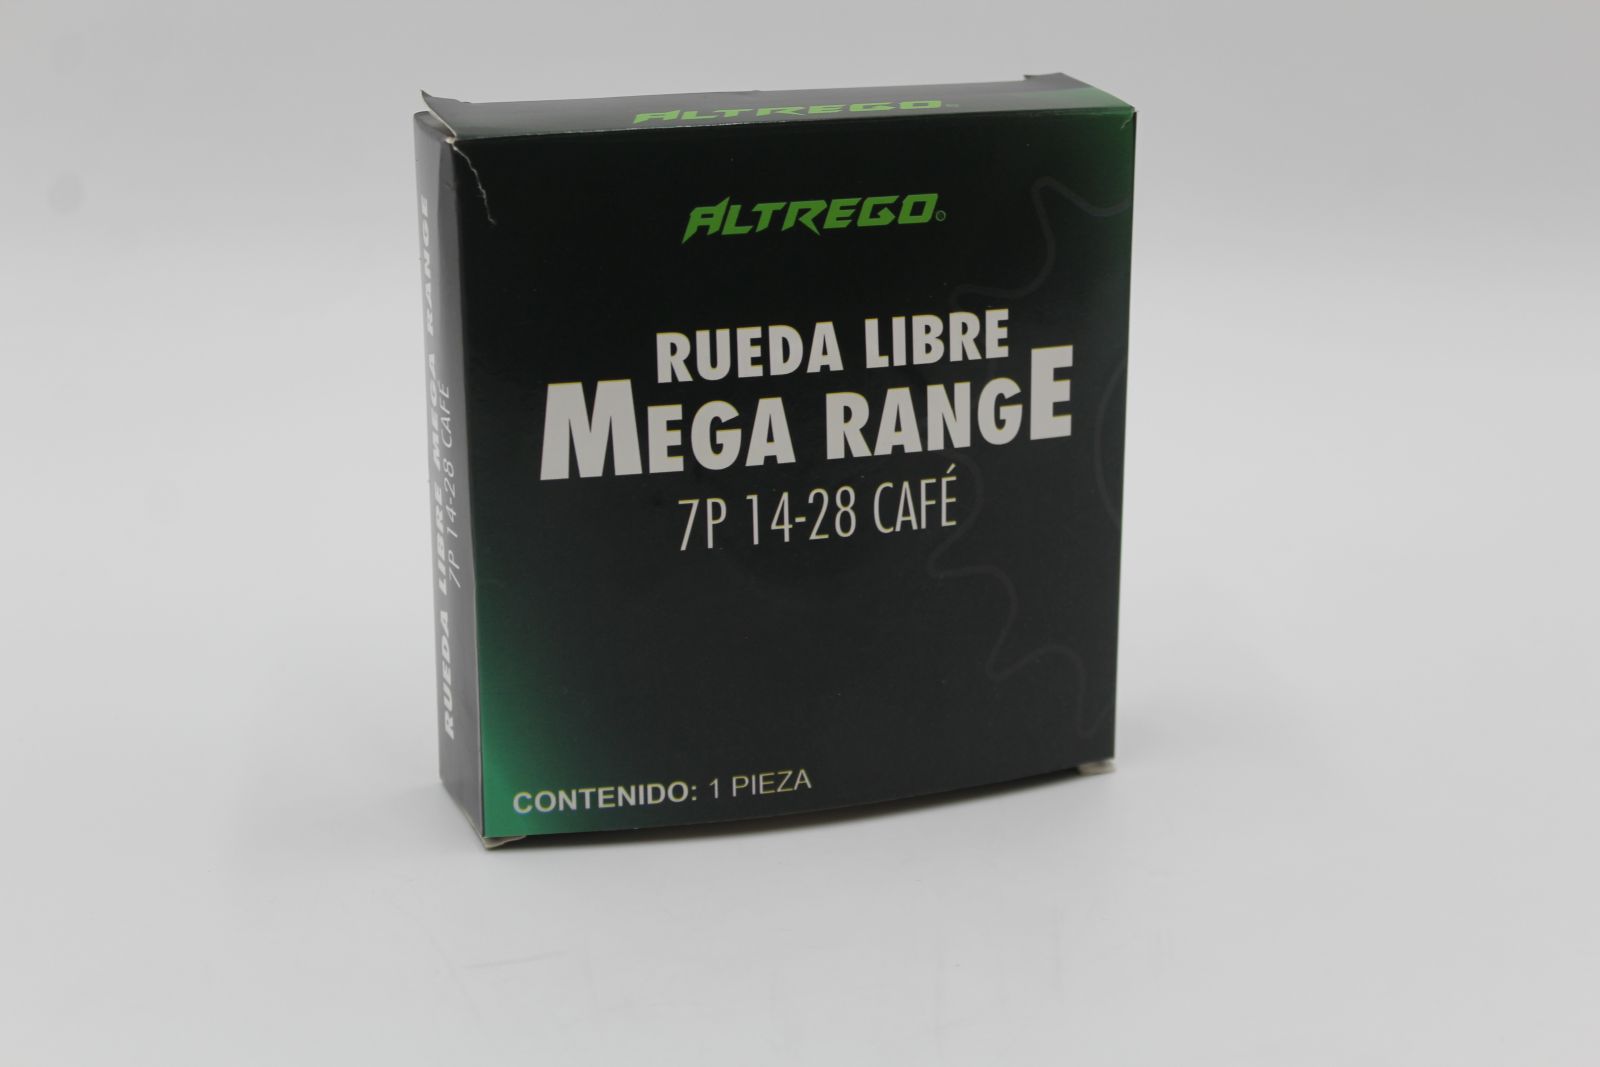 ALTREGO
ALTREGO
RUEDA LIBRE
MEGA RANGE
7P 14-28 CAFÉ
CONTENIDO: 1 PIEZA
RUEDA LIBRE MEGA RANGE
7P 14-28 CAFÉ